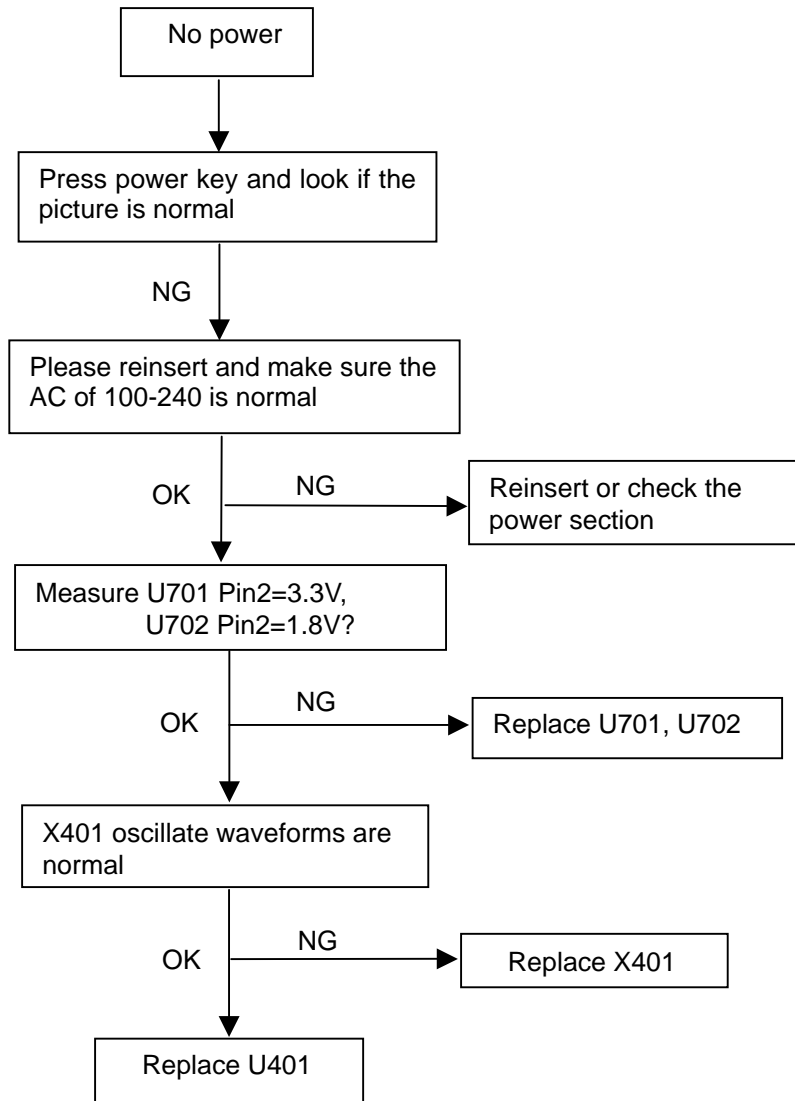 No power
Press power key and look if the
picture is normal
NG
Please reinsert and make sure the
AC of 100-240 is normal
OK
NG
Reinsert or check the
power section
Measure U701 Pin2=3.3V,
U702 Pin2=1.8V?
OK
NG
Replace U701, U702
X401 oscillate waveforms are
normal
OK
NG
Replace X401
Replace U401